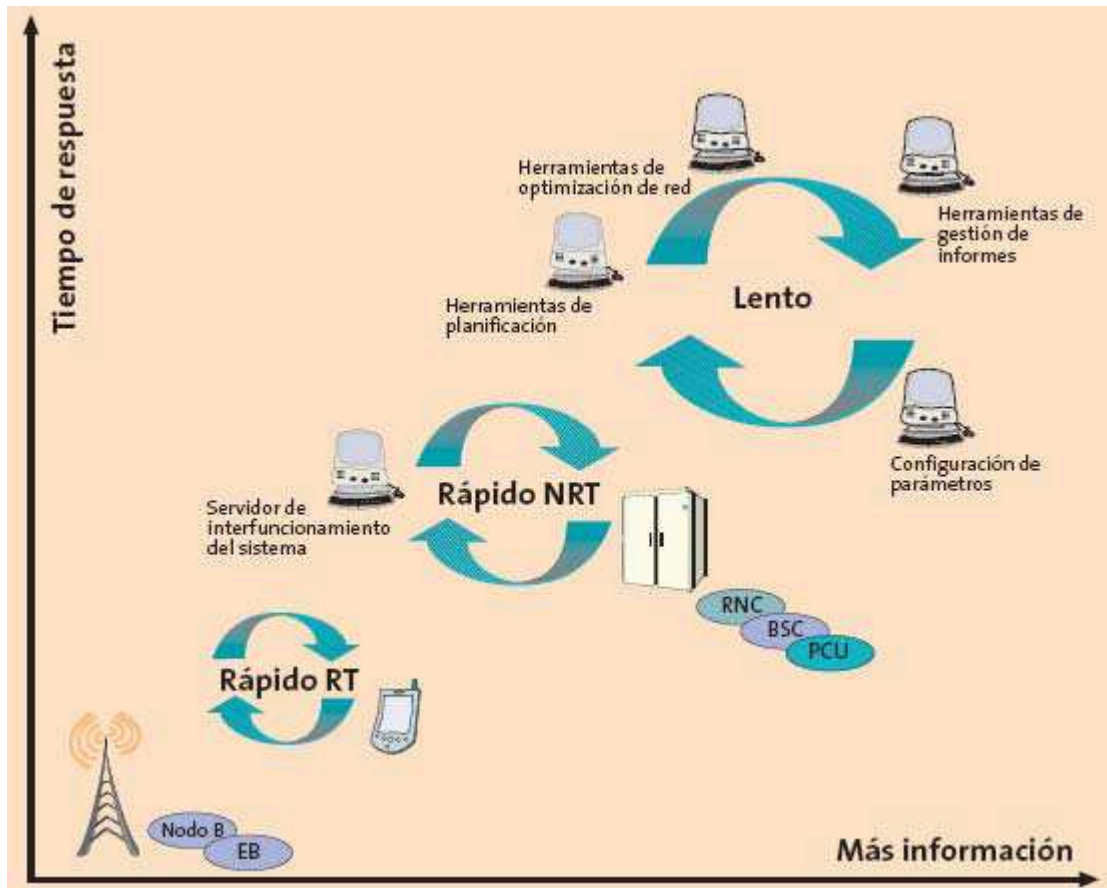 Tiempo de respuesta
Herramientas de
optimización de red
Herramientas de
gestión de
informes
Herramientas de
planificación
Lento
Configuración de
parámetros
Servidor de
interfuncionamiento
del sistema
Rápido NRT
RNC
BSC
PCU
Rápido RT
Nodo B
EB
Más información